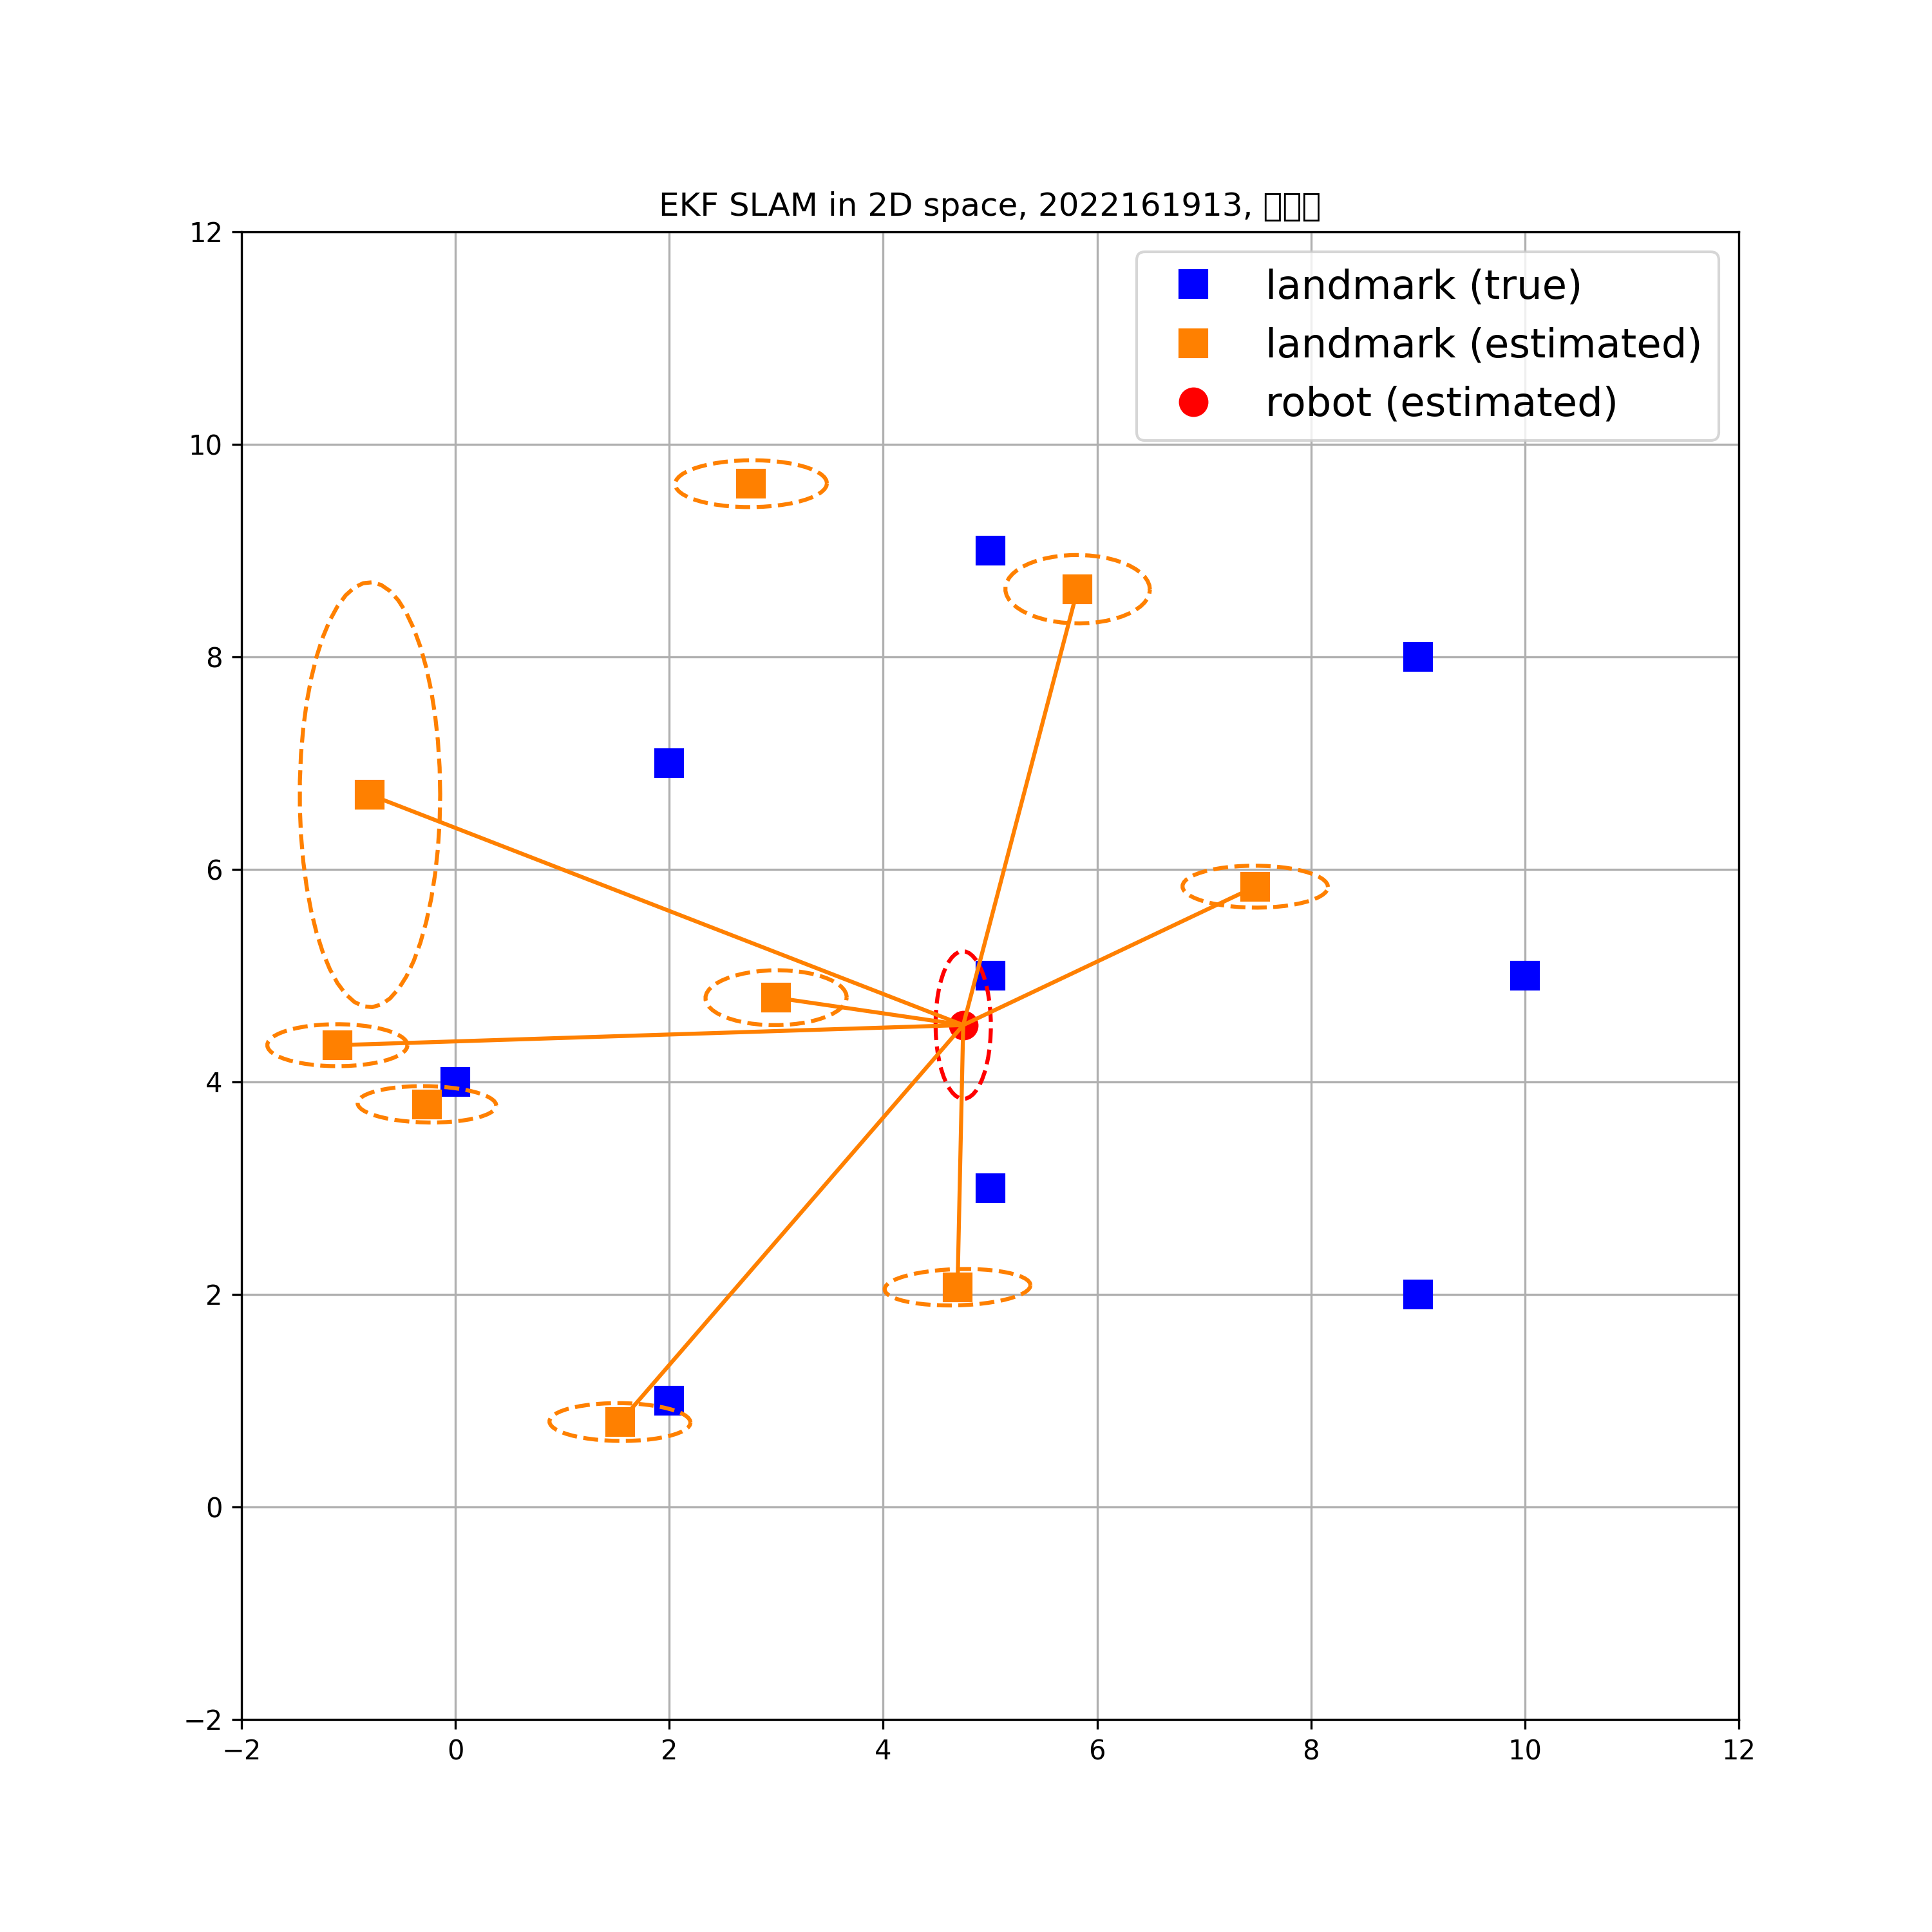 EKF SLAM in 2D space, 2022161913,
12
10
8
6
4
2
0
−2
−2 0 2 4 6 8 10 12
landmark (true)
landmark (estimated)
robot (estimated)